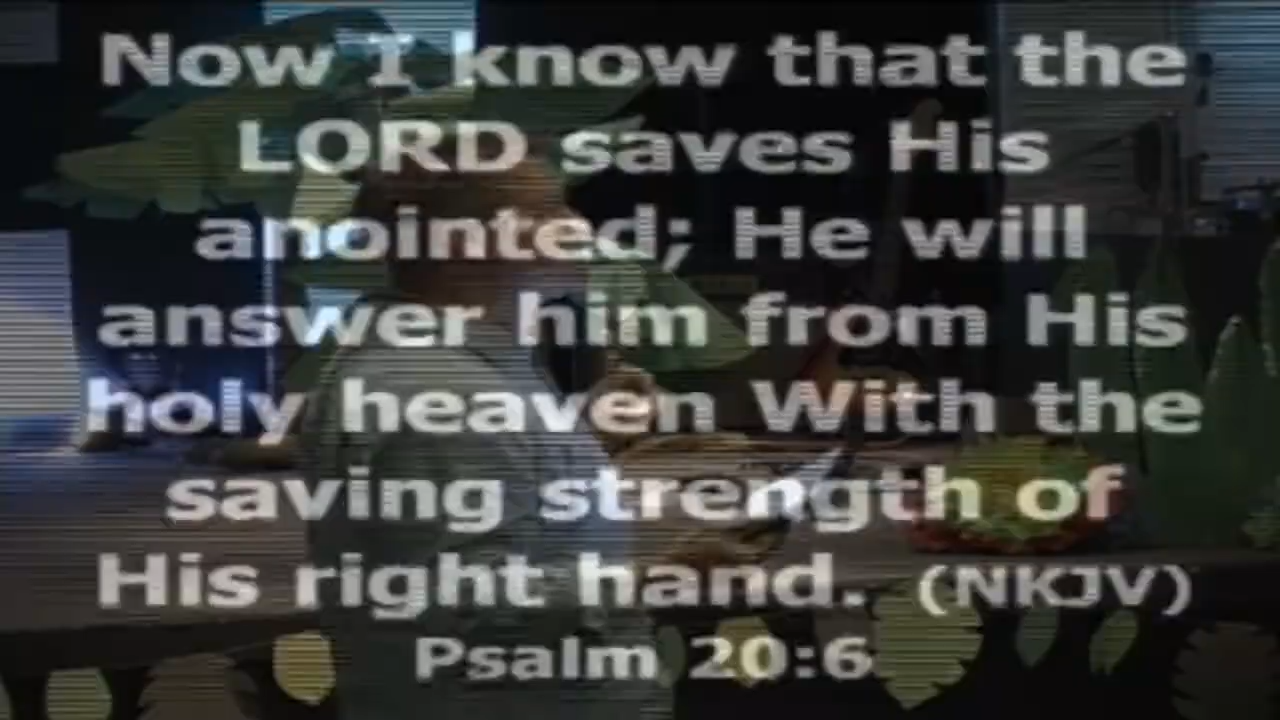 Now I know that the
LORD saves His
anointed; He will
answer him from His
holy heaven With the
saving strength of
His right hand. (NKJV)
Psalm 20:6